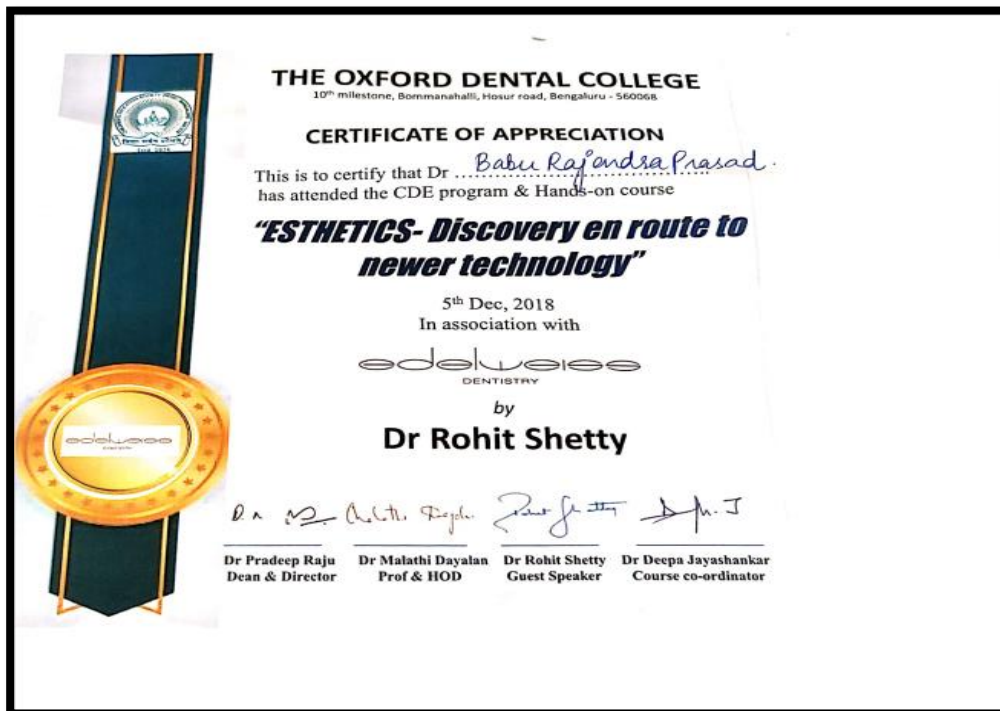 THE OXFORD DENTAL COLLEGE
10th milestone, Bommanahalli, Hosur road, Bengaluru - 560068
CERTIFICATE OF APPRECIATION
This is to certify that Dr Babu Rajendra Prasad.
has attended the CDE program & Hands-on course
"ESTHETICS- Discovery en route to
newer technology"
5th Dec, 2018
In association with
edelweiss
DENTISTRY
by
Dr Rohit Shetty
edelweiss
Dr Pradeep Raju
Dean & Director
Dr Malathi Dayalan
Prof & HOD
Dr Rohit Shetty
Guest Speaker
Dr Deepa Jayashankar
Course co-ordinator